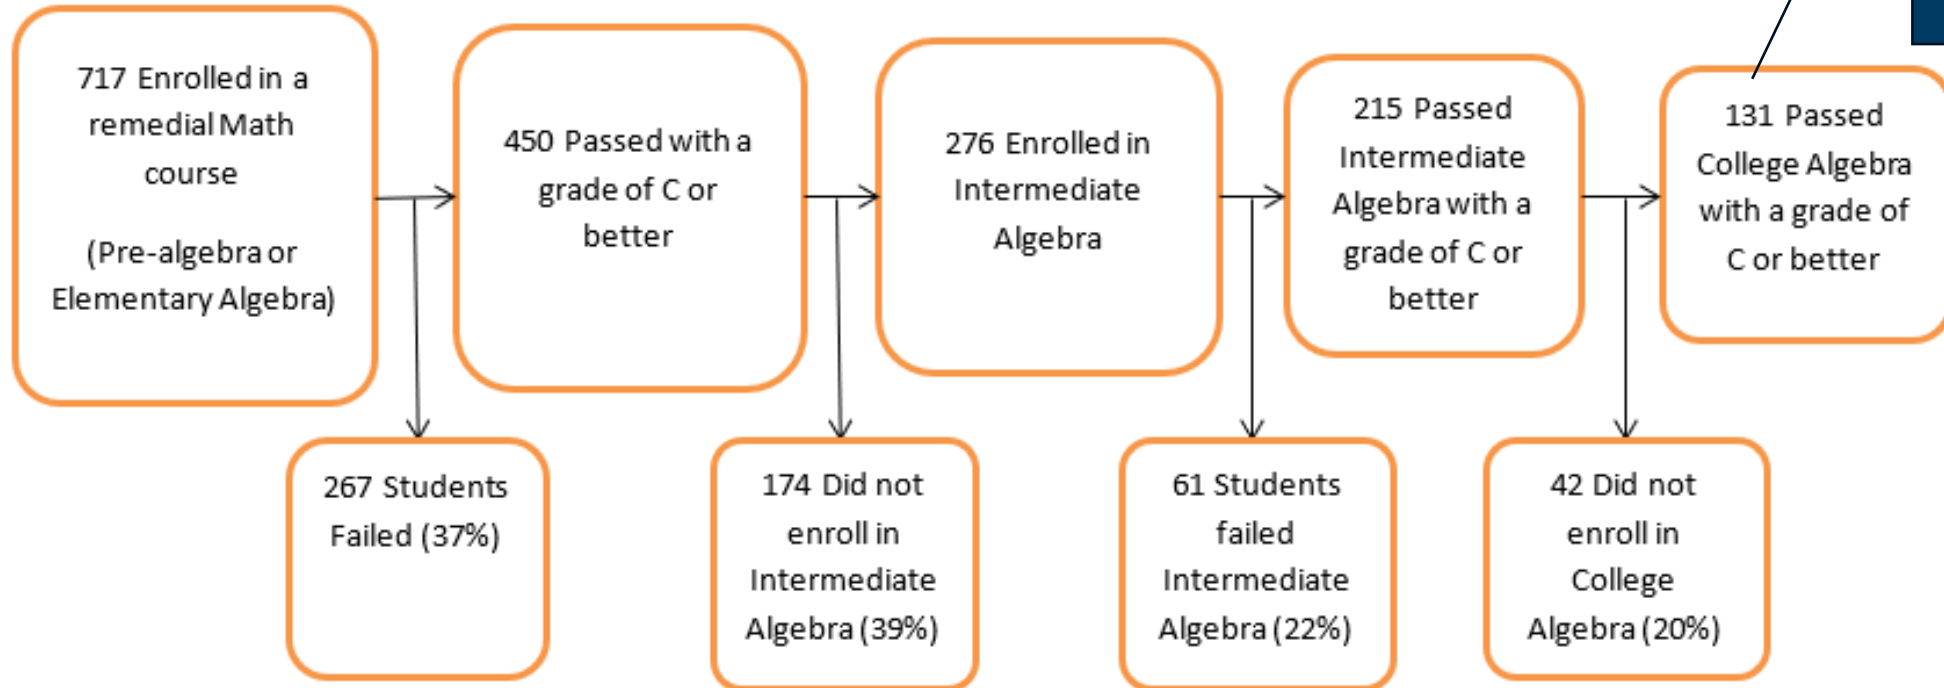 717 Enrolled in a
remedial Math
course
(Pre-algebra or
Elementary Algebra)
450 Passed with a
grade of C or
better
276 Enrolled in
Intermediate
Algebra
215 Passed
Intermediate
Algebra with a
grade of C or
better
131 Passed
College Algebra
with a grade of
C or better
267 Students
Failed (37%)
174 Did not
enroll in
Intermediate
Algebra (39%)
61 Students
failed
Intermediate
Algebra (22%)
42 Did not
enroll in
College
Algebra (20%)